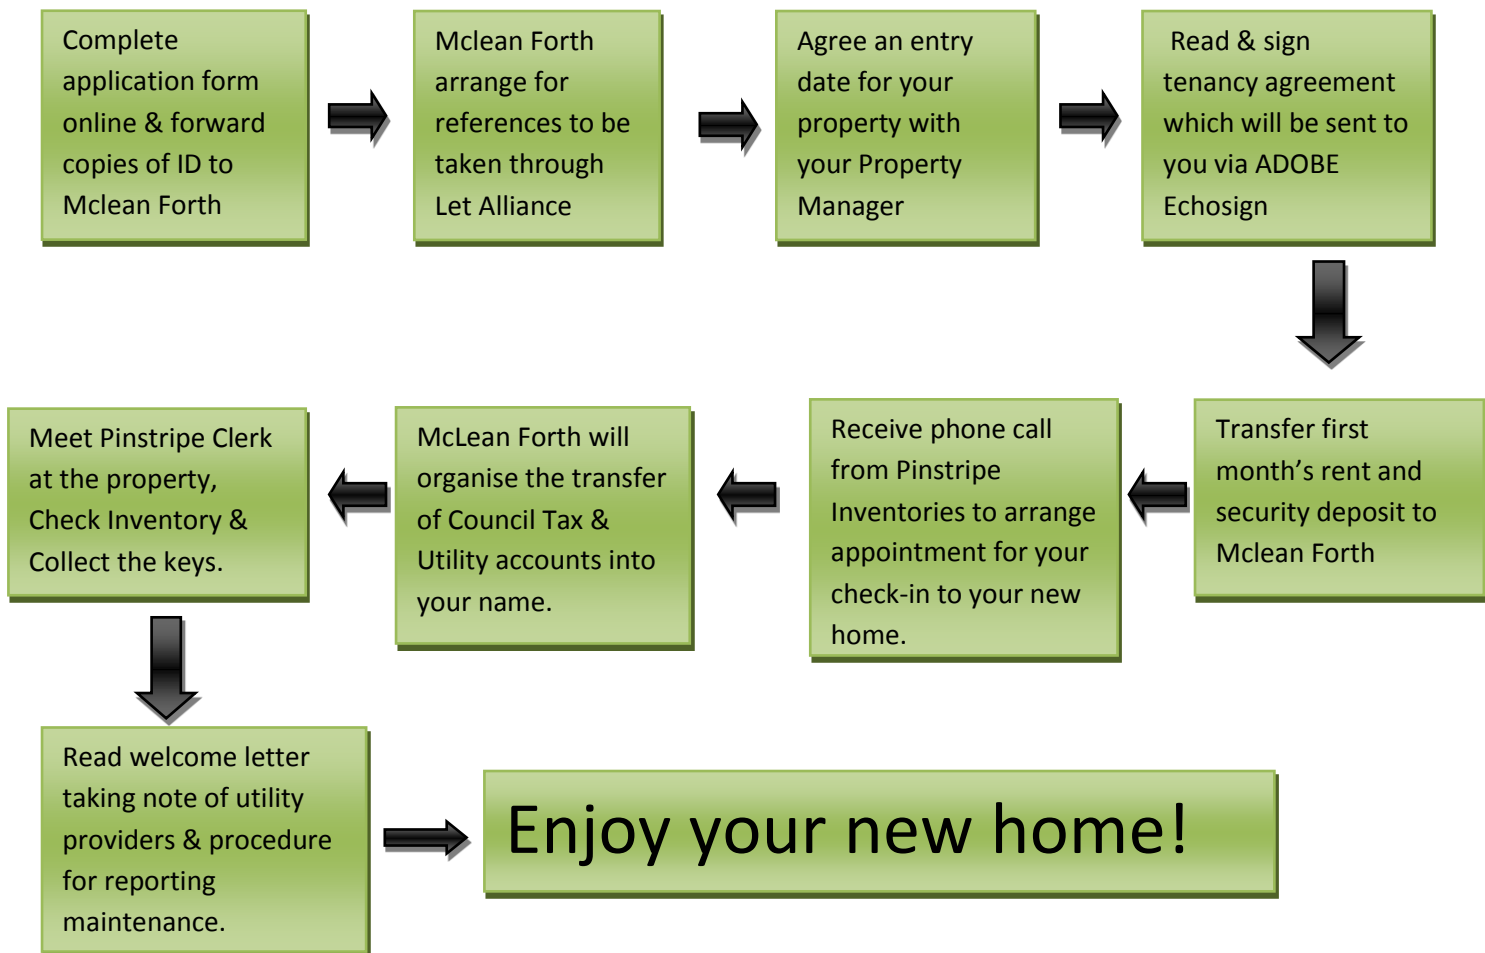 Complete
application form
online & forward
copies of ID to
Mclean Forth
Mclean Forth
arrange for
references to be
taken through
Let Alliance
Agree an entry
date for your
property with
your Property
Manager
Read & sign
tenancy agreement
which will be sent to
you via ADOBE
Echosign
Transfer first
month’s rent and
security deposit to
Mclean Forth
Receive phone call
from Pinstripe
Inventories to arrange
appointment for your
check-in to your new
home.
McLean Forth will
organise the transfer
of Council Tax &
Utility accounts into
your name.
Meet Pinstripe Clerk
at the property,
Check Inventory &
Collect the keys.
Read welcome letter
taking note of utility
providers & procedure
for reporting
maintenance.
Enjoy your new home!